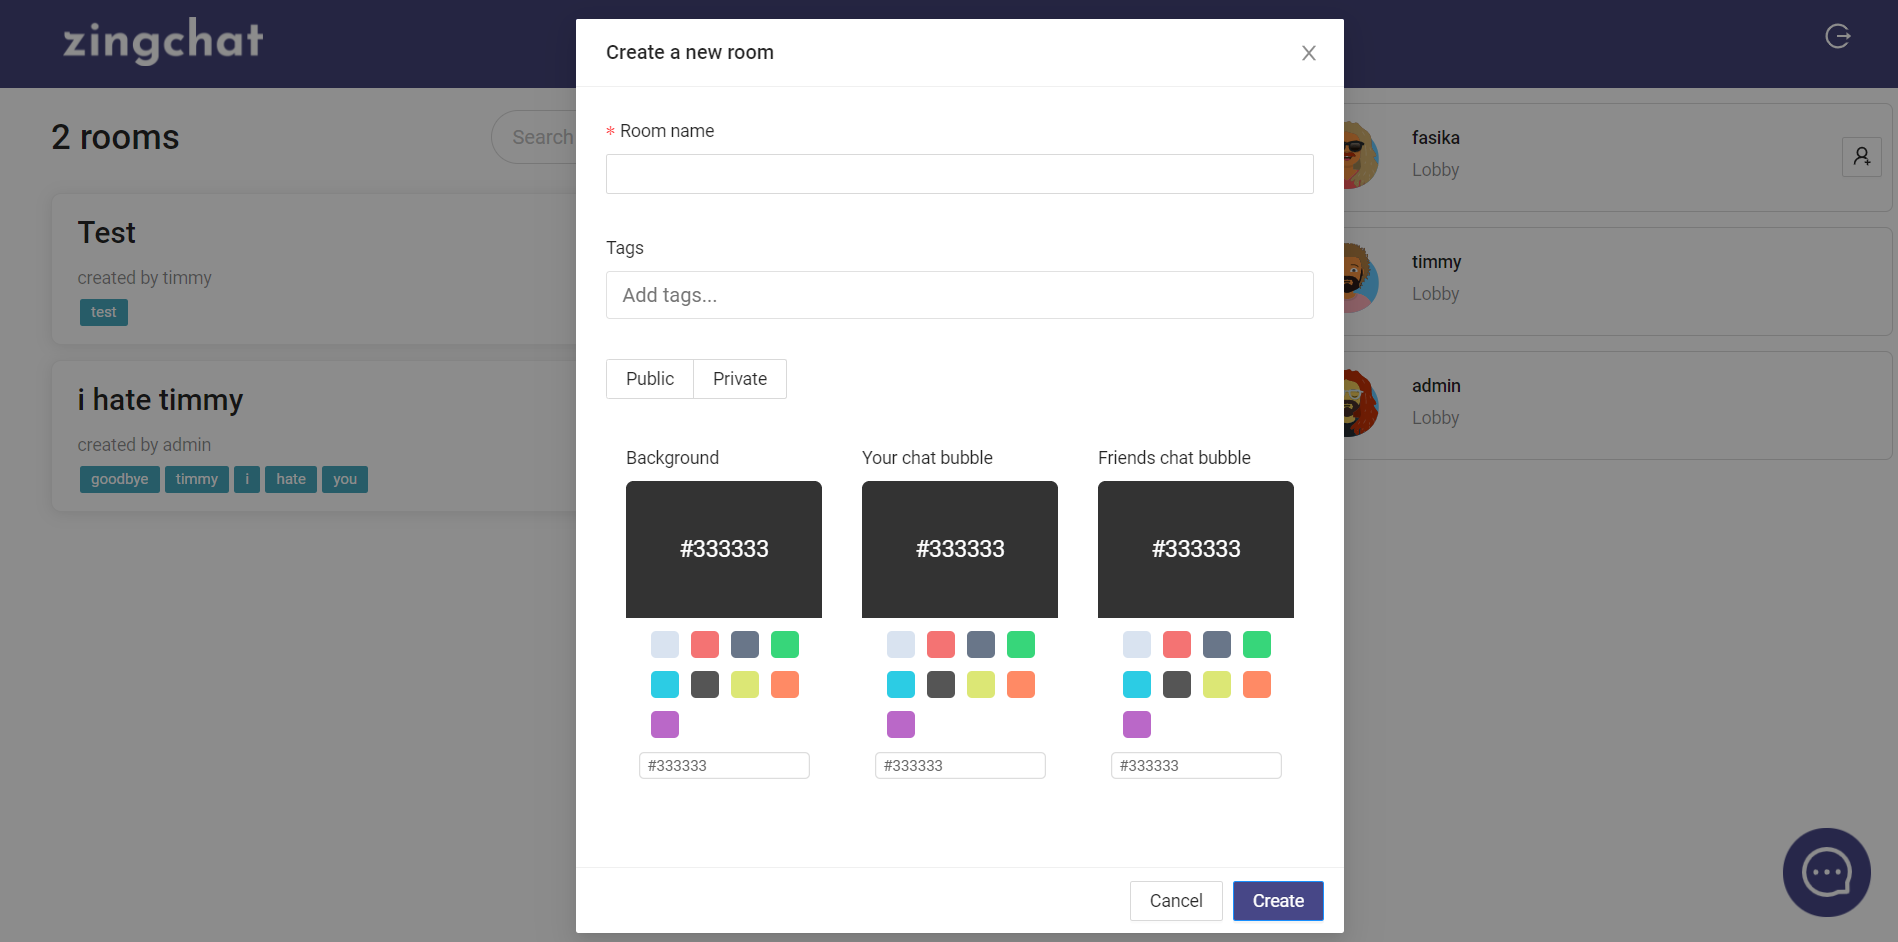 zingchat
2 rooms
Search
Test
created by timmy
test
i hate timmy
created by admin
goodbye timmy i hate you
Create a new room
* Room name
Tags
Add tags...
Public Private
Background Your chat bubble Friends chat bubble
#333333 #333333 #333333
#333333 #333333 #333333
Cancel Create
fasika
Lobby
timmy
Lobby
admin
Lobby